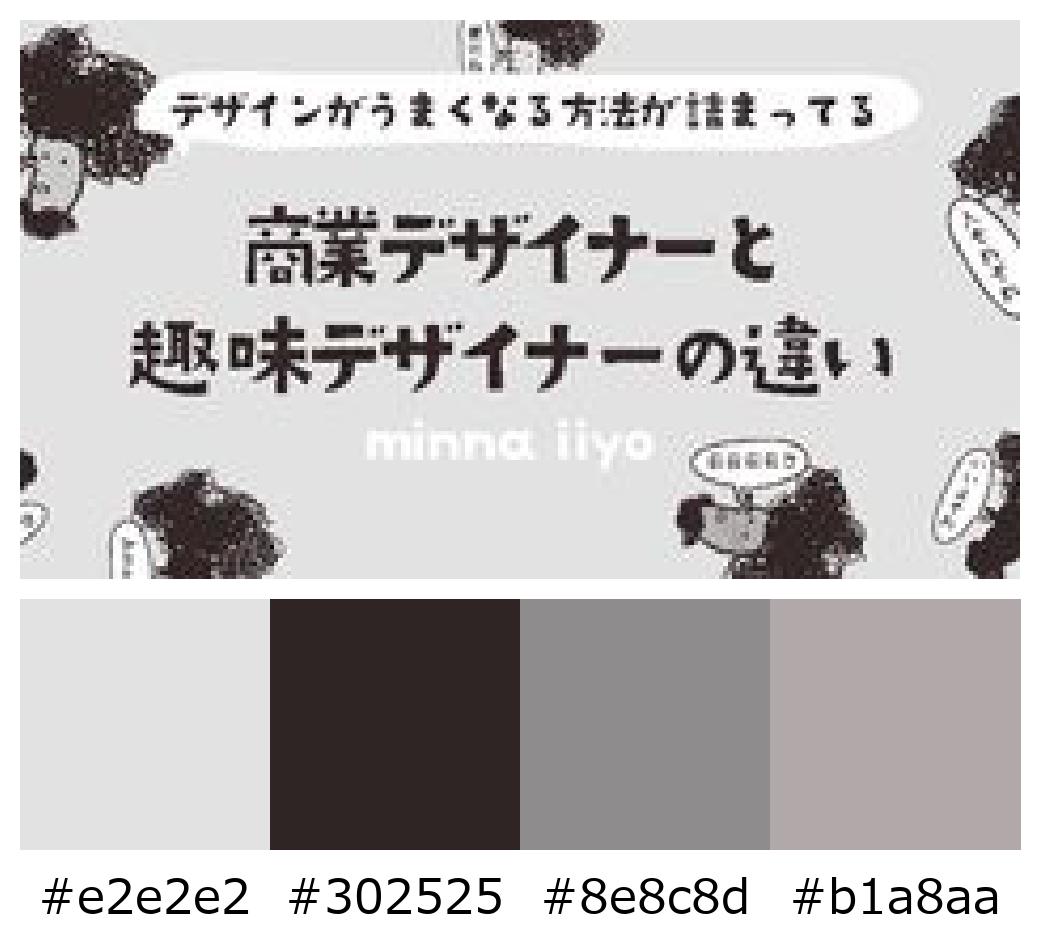 デザインがうまくなる方法が詰まってる
商業デザイナーと
趣味デザイナーの違い
minna iiyo
#e2e2e2 #302525 #8e8c8d #b1a8aa